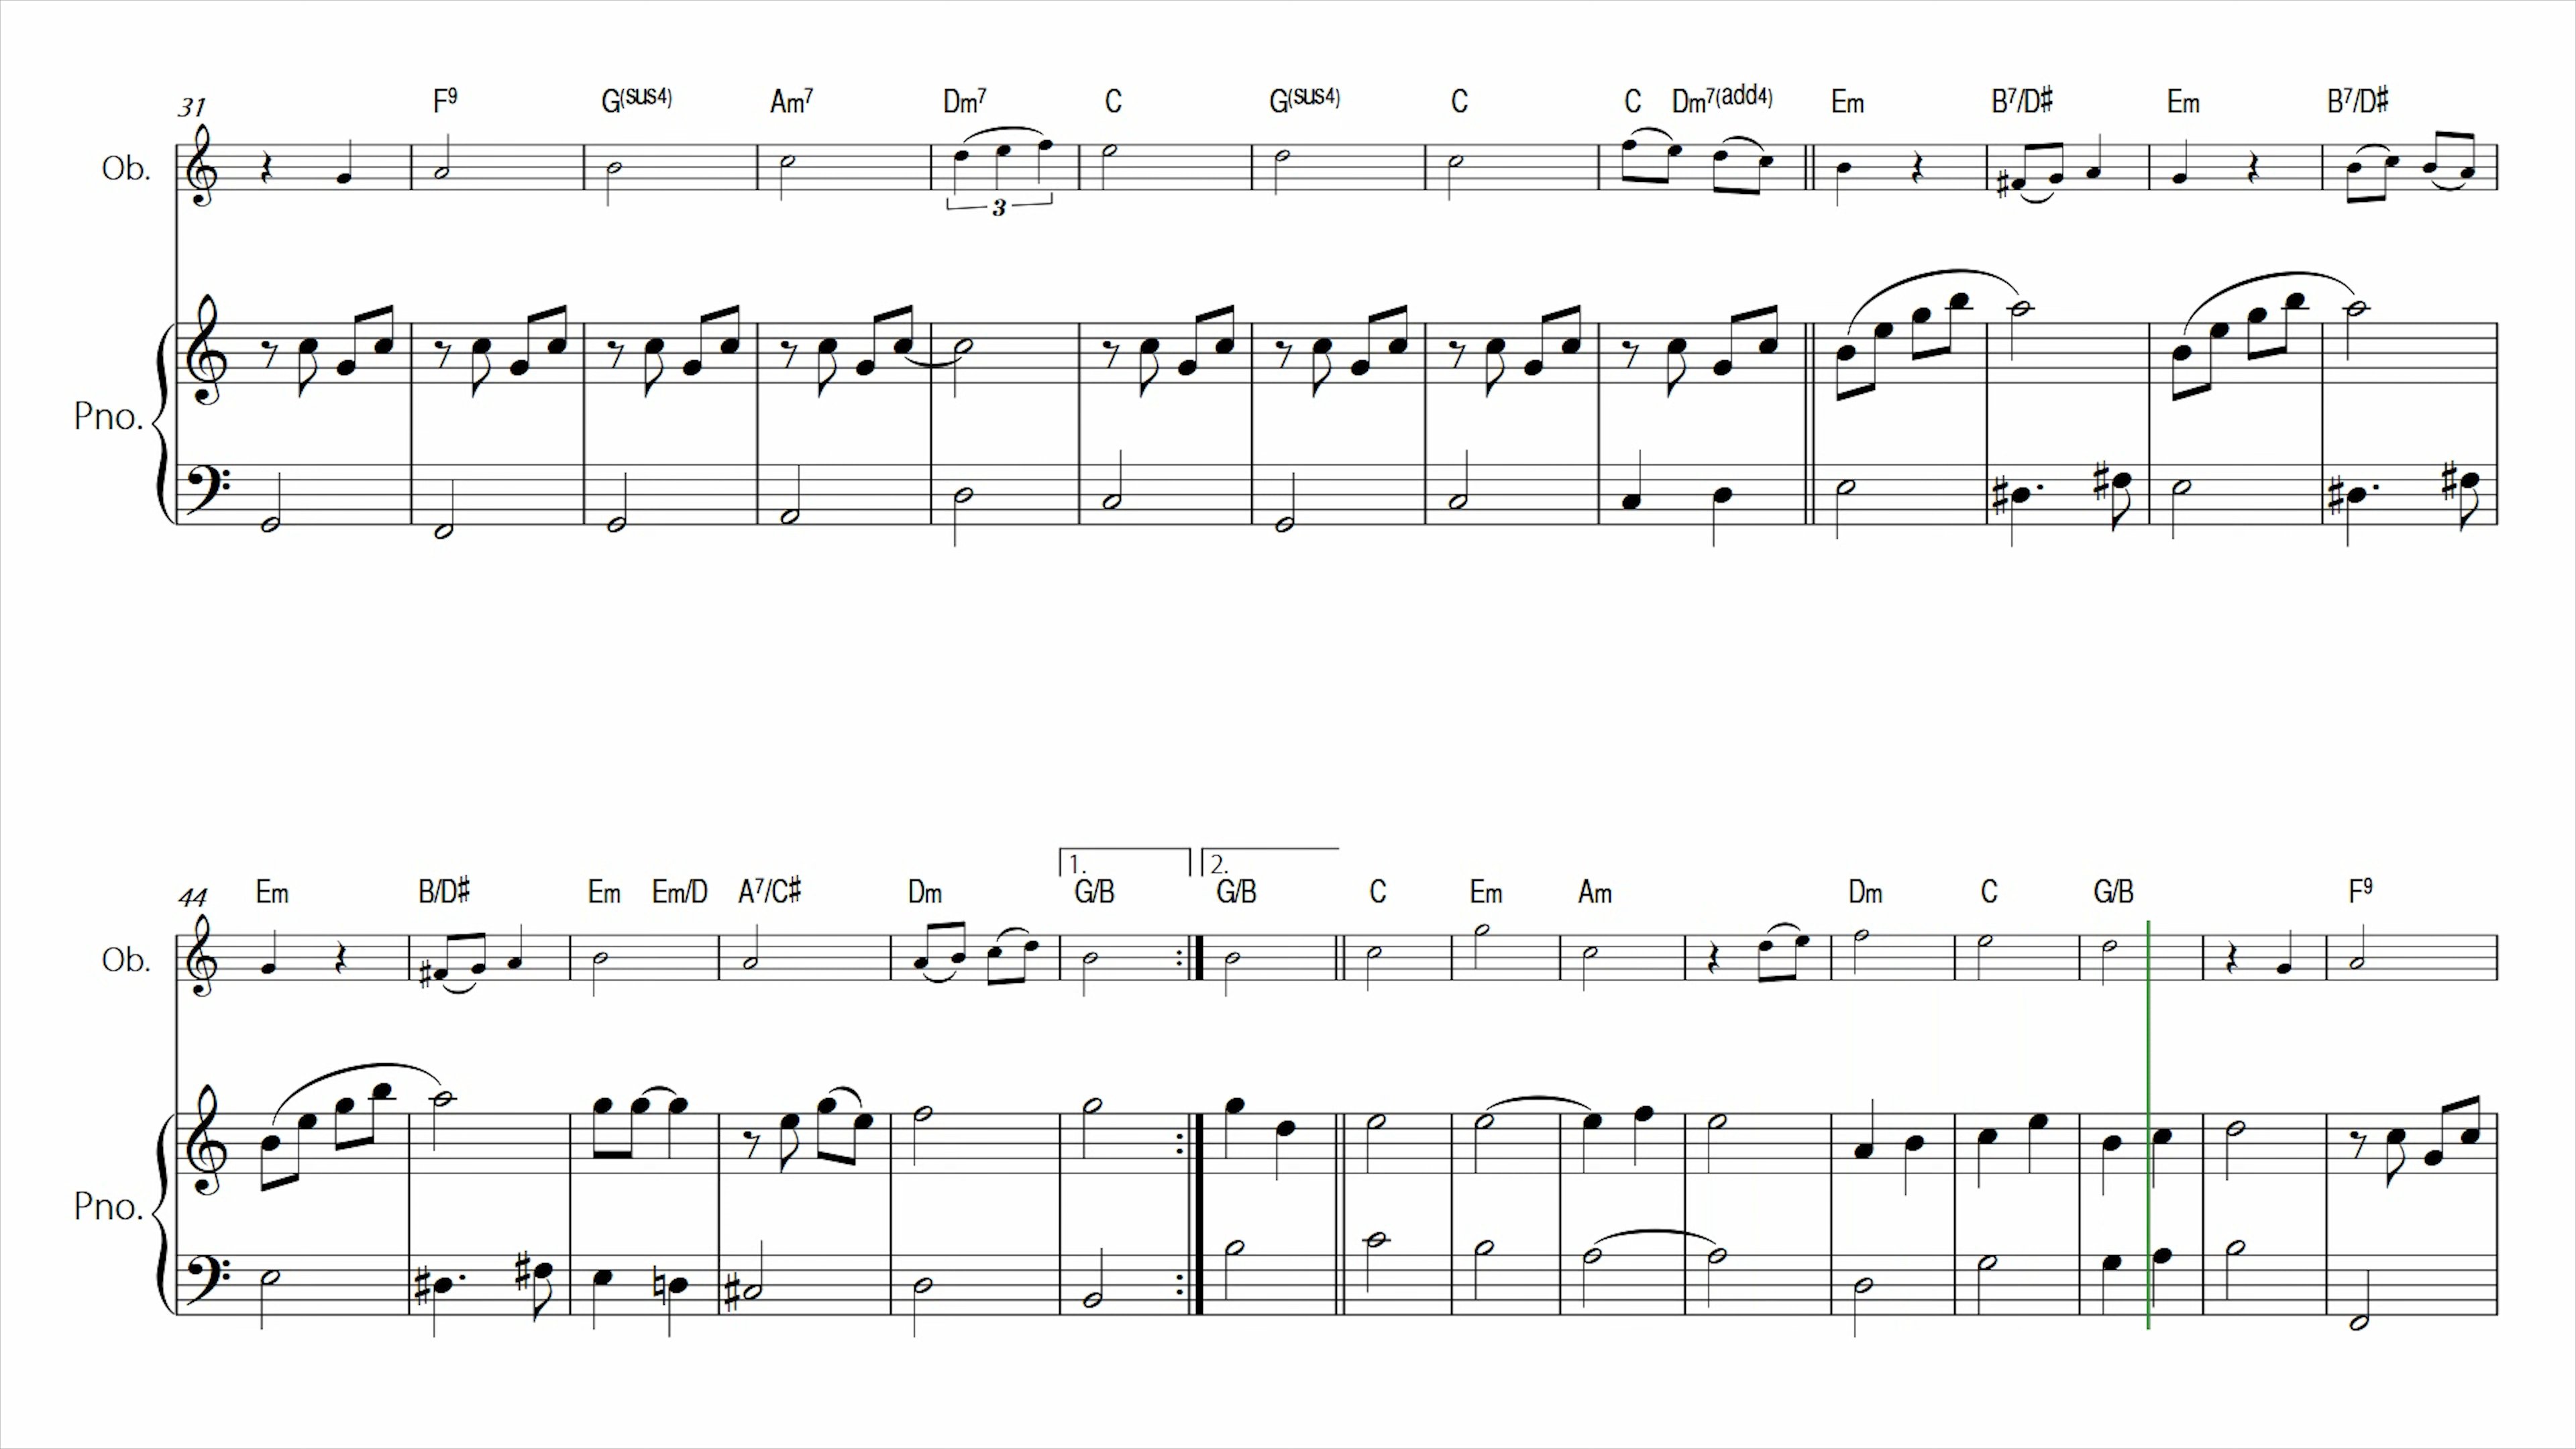 31 F9 G(sus4) Am7 Dm7 C G(sus4) C C Dm7(add4) Em B7/D♯ Em B7/D♯
Ob.
3
Pno.
1. 2.
44 Em B/D♯ Em Em/D A7/C♯ Dm G/B G/B C Em Am Dm C G/B F9
Ob.
Pno.